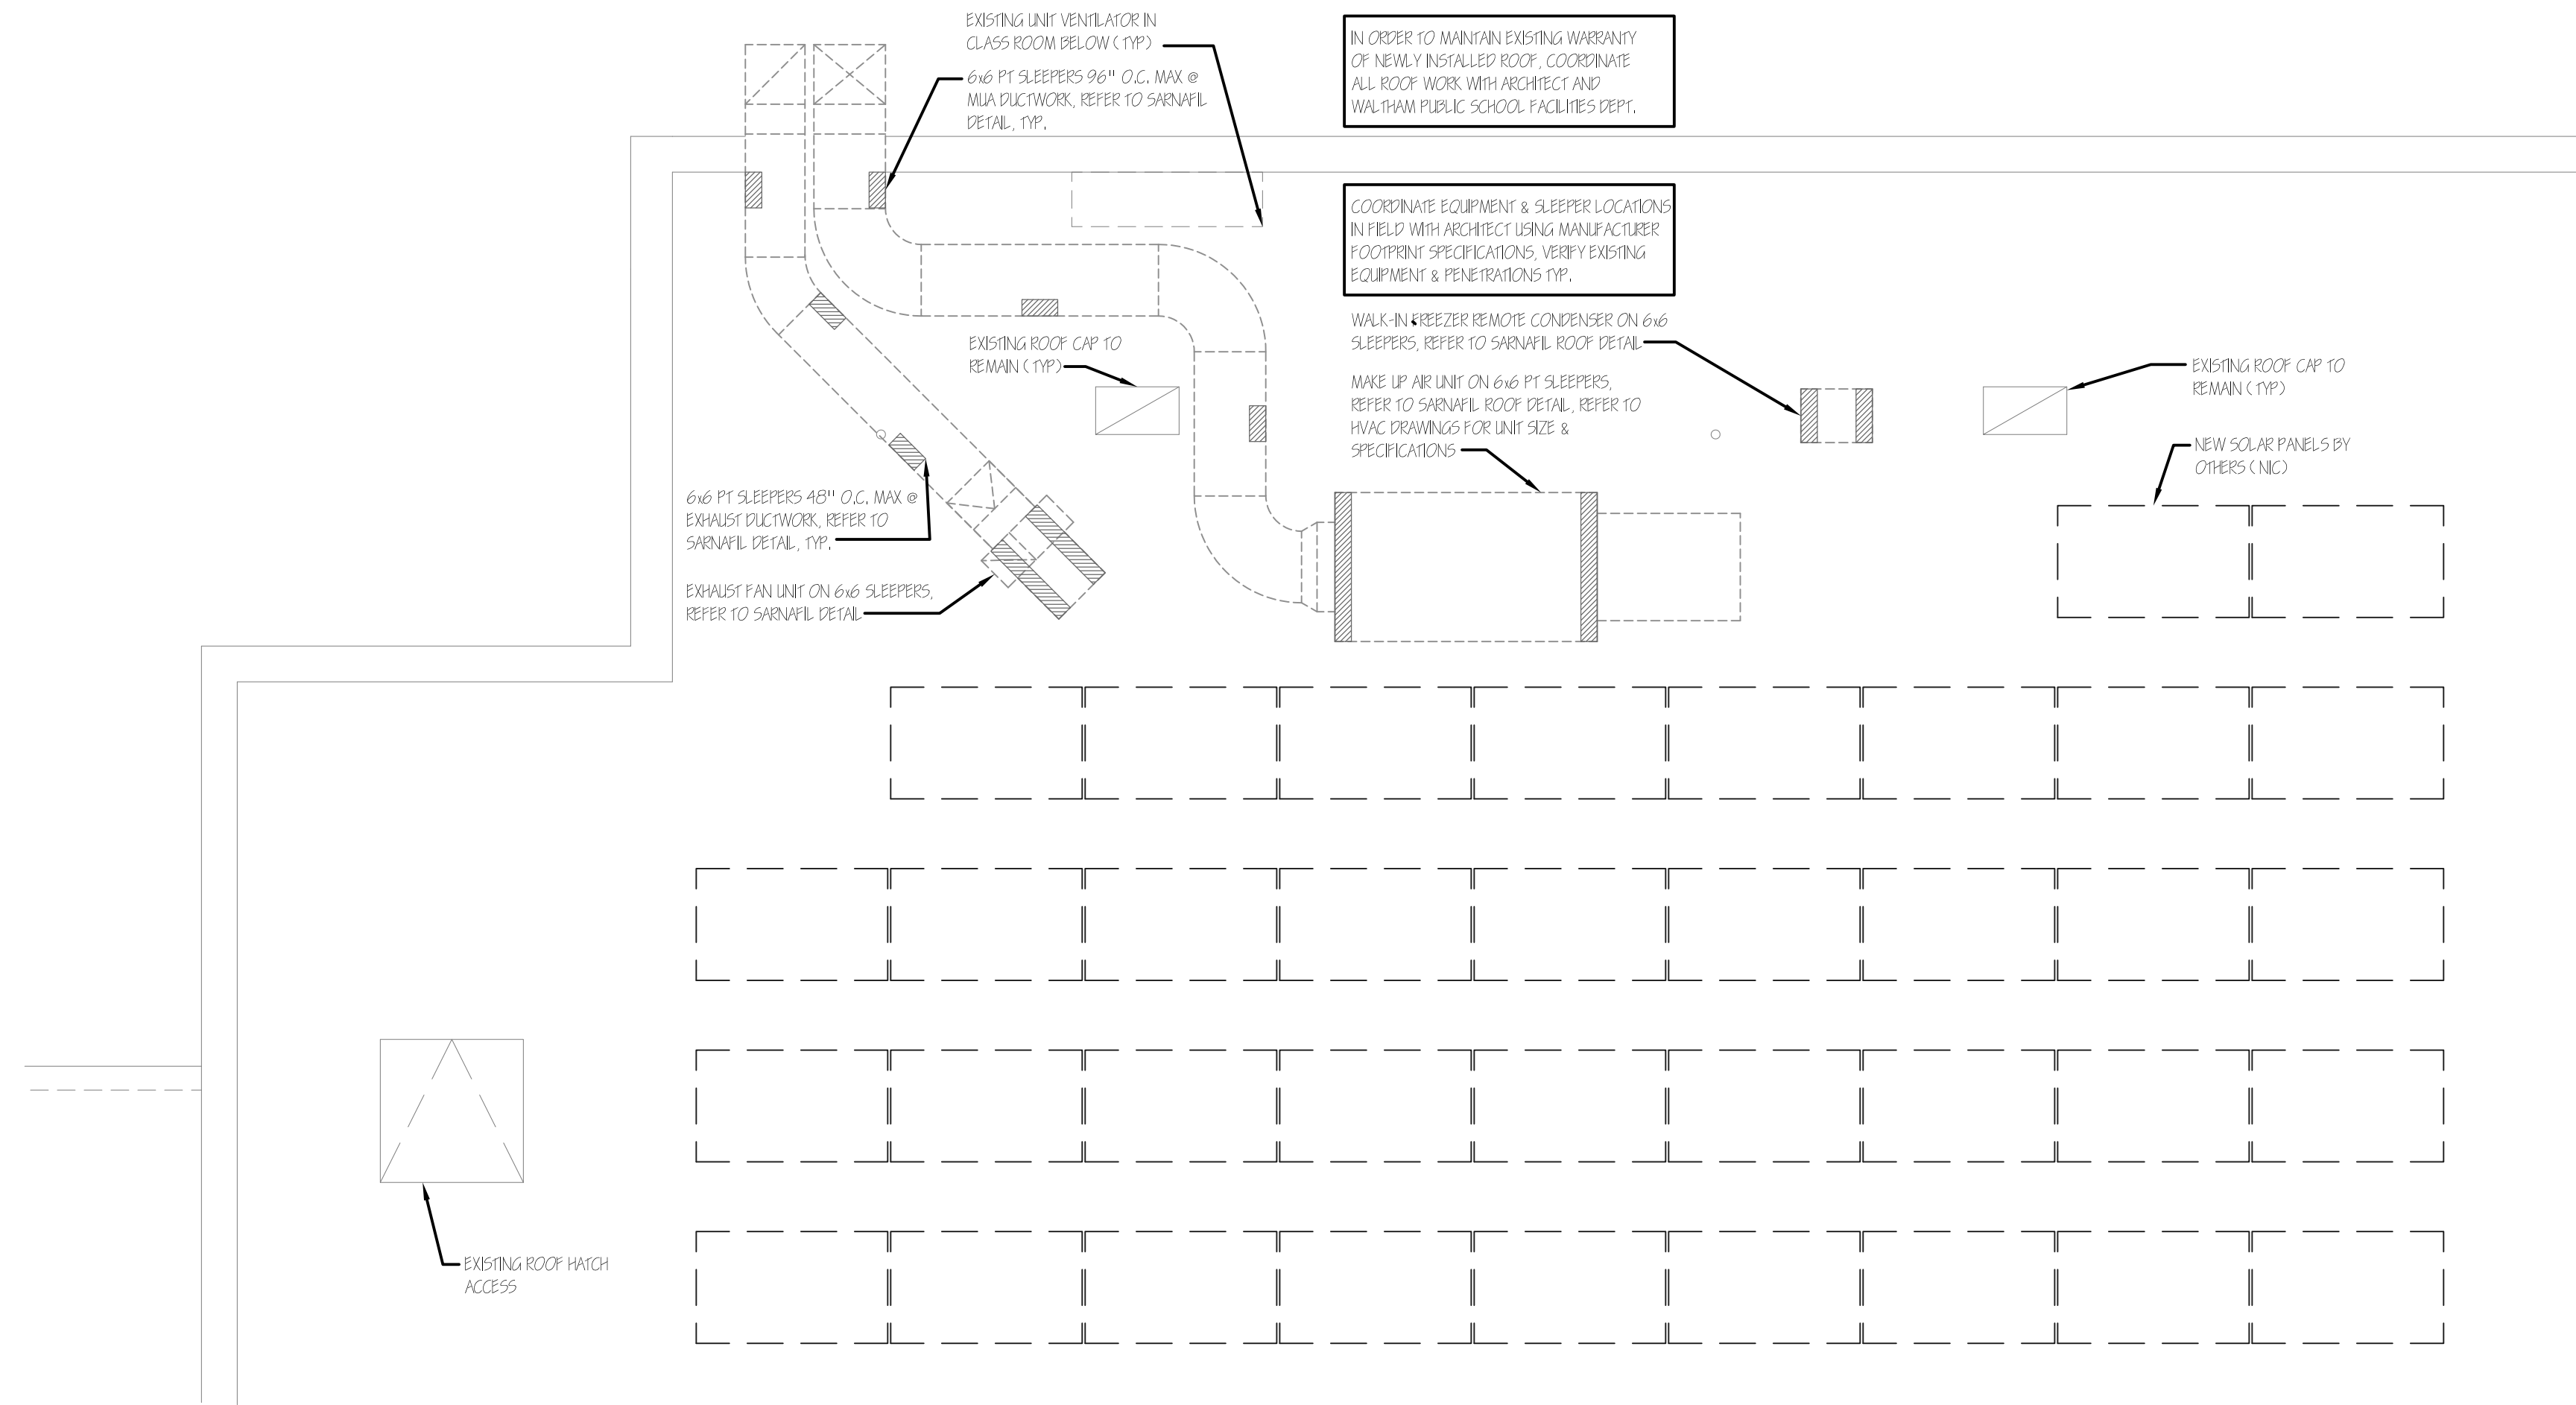 EXISTING UNIT VENTILATOR IN
CLASS ROOM BELOW (TYP)
6x6 PT SLEEPERS 96" O.C. MAX @
MUA DUCTWORK, REFER TO SARNAFIL
DETAIL, TYP.
IN ORDER TO MAINTAIN EXISTING WARRANTY
OF NEWLY INSTALLED ROOF, COORDINATE
ALL ROOF WORK WITH ARCHITECT AND
WALTHAM PUBLIC SCHOOL FACILITIES DEPT.
COORDINATE EQUIPMENT & SLEEPER LOCATIONS
IN FIELD WITH ARCHITECT USING MANUFACTURER
FOOTPRINT SPECIFICATIONS, VERIFY EXISTING
EQUIPMENT & PENETRATIONS TYP.
WALK-IN FREEZER REMOTE CONDENSER ON 6x6
SLEEPERS, REFER TO SARNAFIL ROOF DETAIL
EXISTING ROOF CAP TO
REMAIN (TYP)
MAKE UP AIR UNIT ON 6x6 PT SLEEPERS,
REFER TO SARNAFIL ROOF DETAIL, REFER TO
HVAC DRAWINGS FOR UNIT SIZE &
SPECIFICATIONS
EXISTING ROOF CAP TO
REMAIN (TYP)
NEW SOLAR PANELS BY
OTHERS (NIC)
6x6 PT SLEEPERS 48" O.C. MAX @
EXHAUST DUCTWORK, REFER TO
SARNAFIL DETAIL, TYP.
EXHAUST FAN UNIT ON 6x6 SLEEPERS,
REFER TO SARNAFIL DETAIL
EXISTING ROOF HATCH
ACCESS